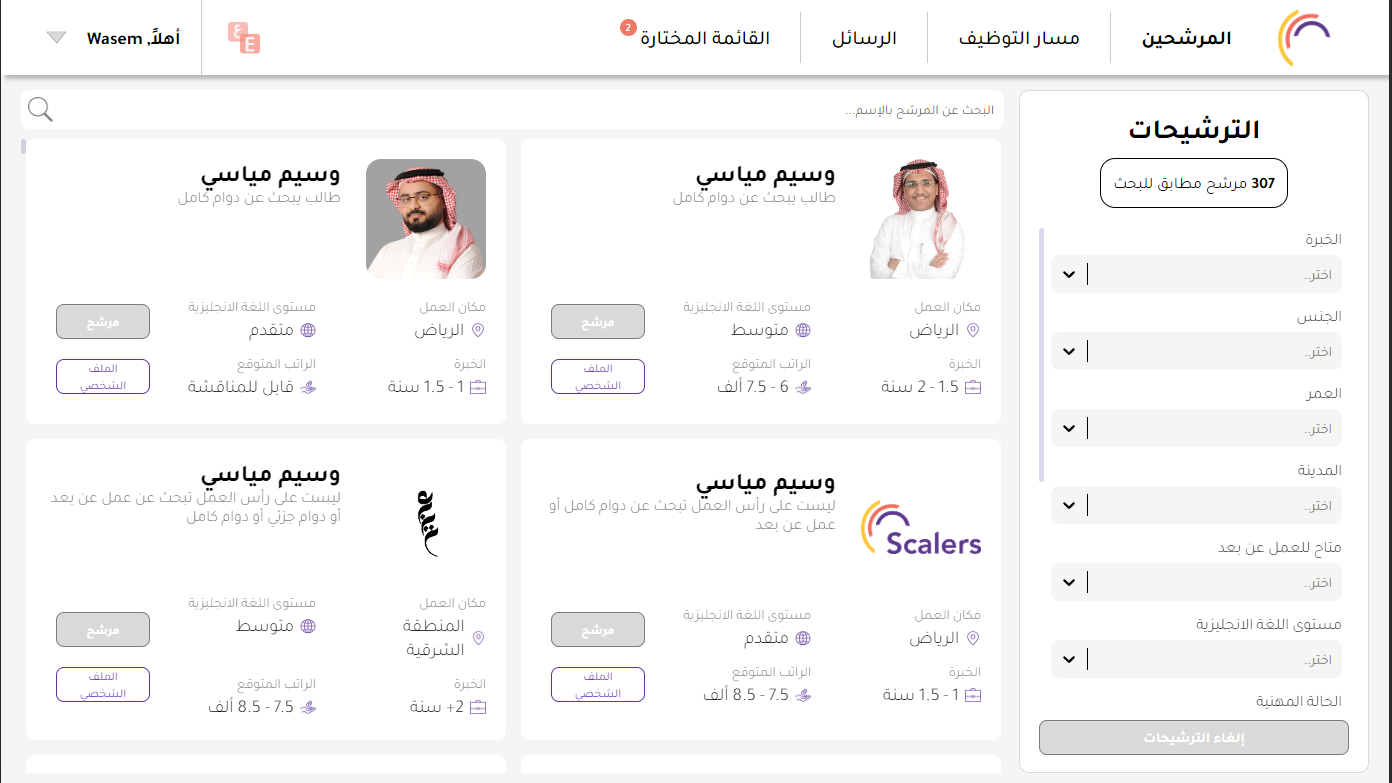 المرشحين
مسار التوظيف
الرسائل
القائمة المختارة
2
ع
E
أهلاً, Wasem
الترشيحات
307 مرشح مطابق للبحث
الخبرة
اختر..
الجنس
اختر..
العمر
اختر..
المدينة
اختر..
متاح للعمل عن بعد
اختر..
مستوى اللغة الانجليزية
اختر..
الحالة المهنية
إلغاء الترشيحات
البحث عن المرشح بالإسم...
وسيم مياسي
طالب يبحث عن دوام كامل
مكان العمل
الرياض
مستوى اللغة الانجليزية
متوسط
الخبرة
1.5 - 2 سنة
الراتب المتوقع
6 - 7.5 ألف
مرشح
الملف
الشخصي
وسيم مياسي
طالب يبحث عن دوام كامل
مكان العمل
الرياض
مستوى اللغة الانجليزية
متقدم
الخبرة
1 - 1.5 سنة
الراتب المتوقع
قابل للمناقشة
مرشح
الملف
الشخصي
Scalers
وسيم مياسي
ليست على رأس العمل تبحث عن دوام كامل أو
عمل عن بعد
مكان العمل
الرياض
مستوى اللغة الانجليزية
متقدم
الخبرة
1 - 1.5 سنة
الراتب المتوقع
7.5 - 8.5 ألف
مرشح
الملف
الشخصي
وسيم مياسي
ليست على رأس العمل تبحث عن عمل عن بعد
أو دوام جزئي أو دوام كامل
مكان العمل
المنطقة
الشرقية
مستوى اللغة الانجليزية
متوسط
الخبرة
2+ سنة
الراتب المتوقع
7.5 - 8.5 ألف
مرشح
الملف
الشخصي